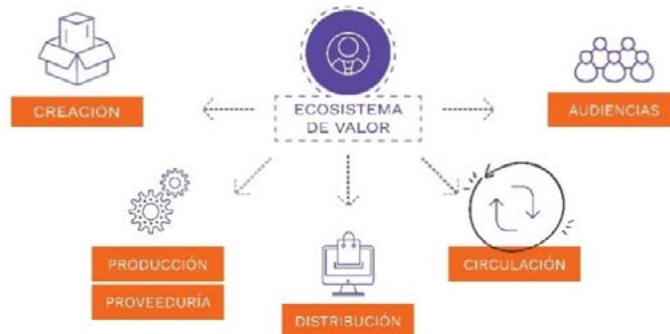 ECOSISTEMA
DE VALOR
CREACIÓN
AUDIENCIAS
PRODUCCIÓN
PROVEEDURÍA
DISTRIBUCIÓN
CIRCULACIÓN